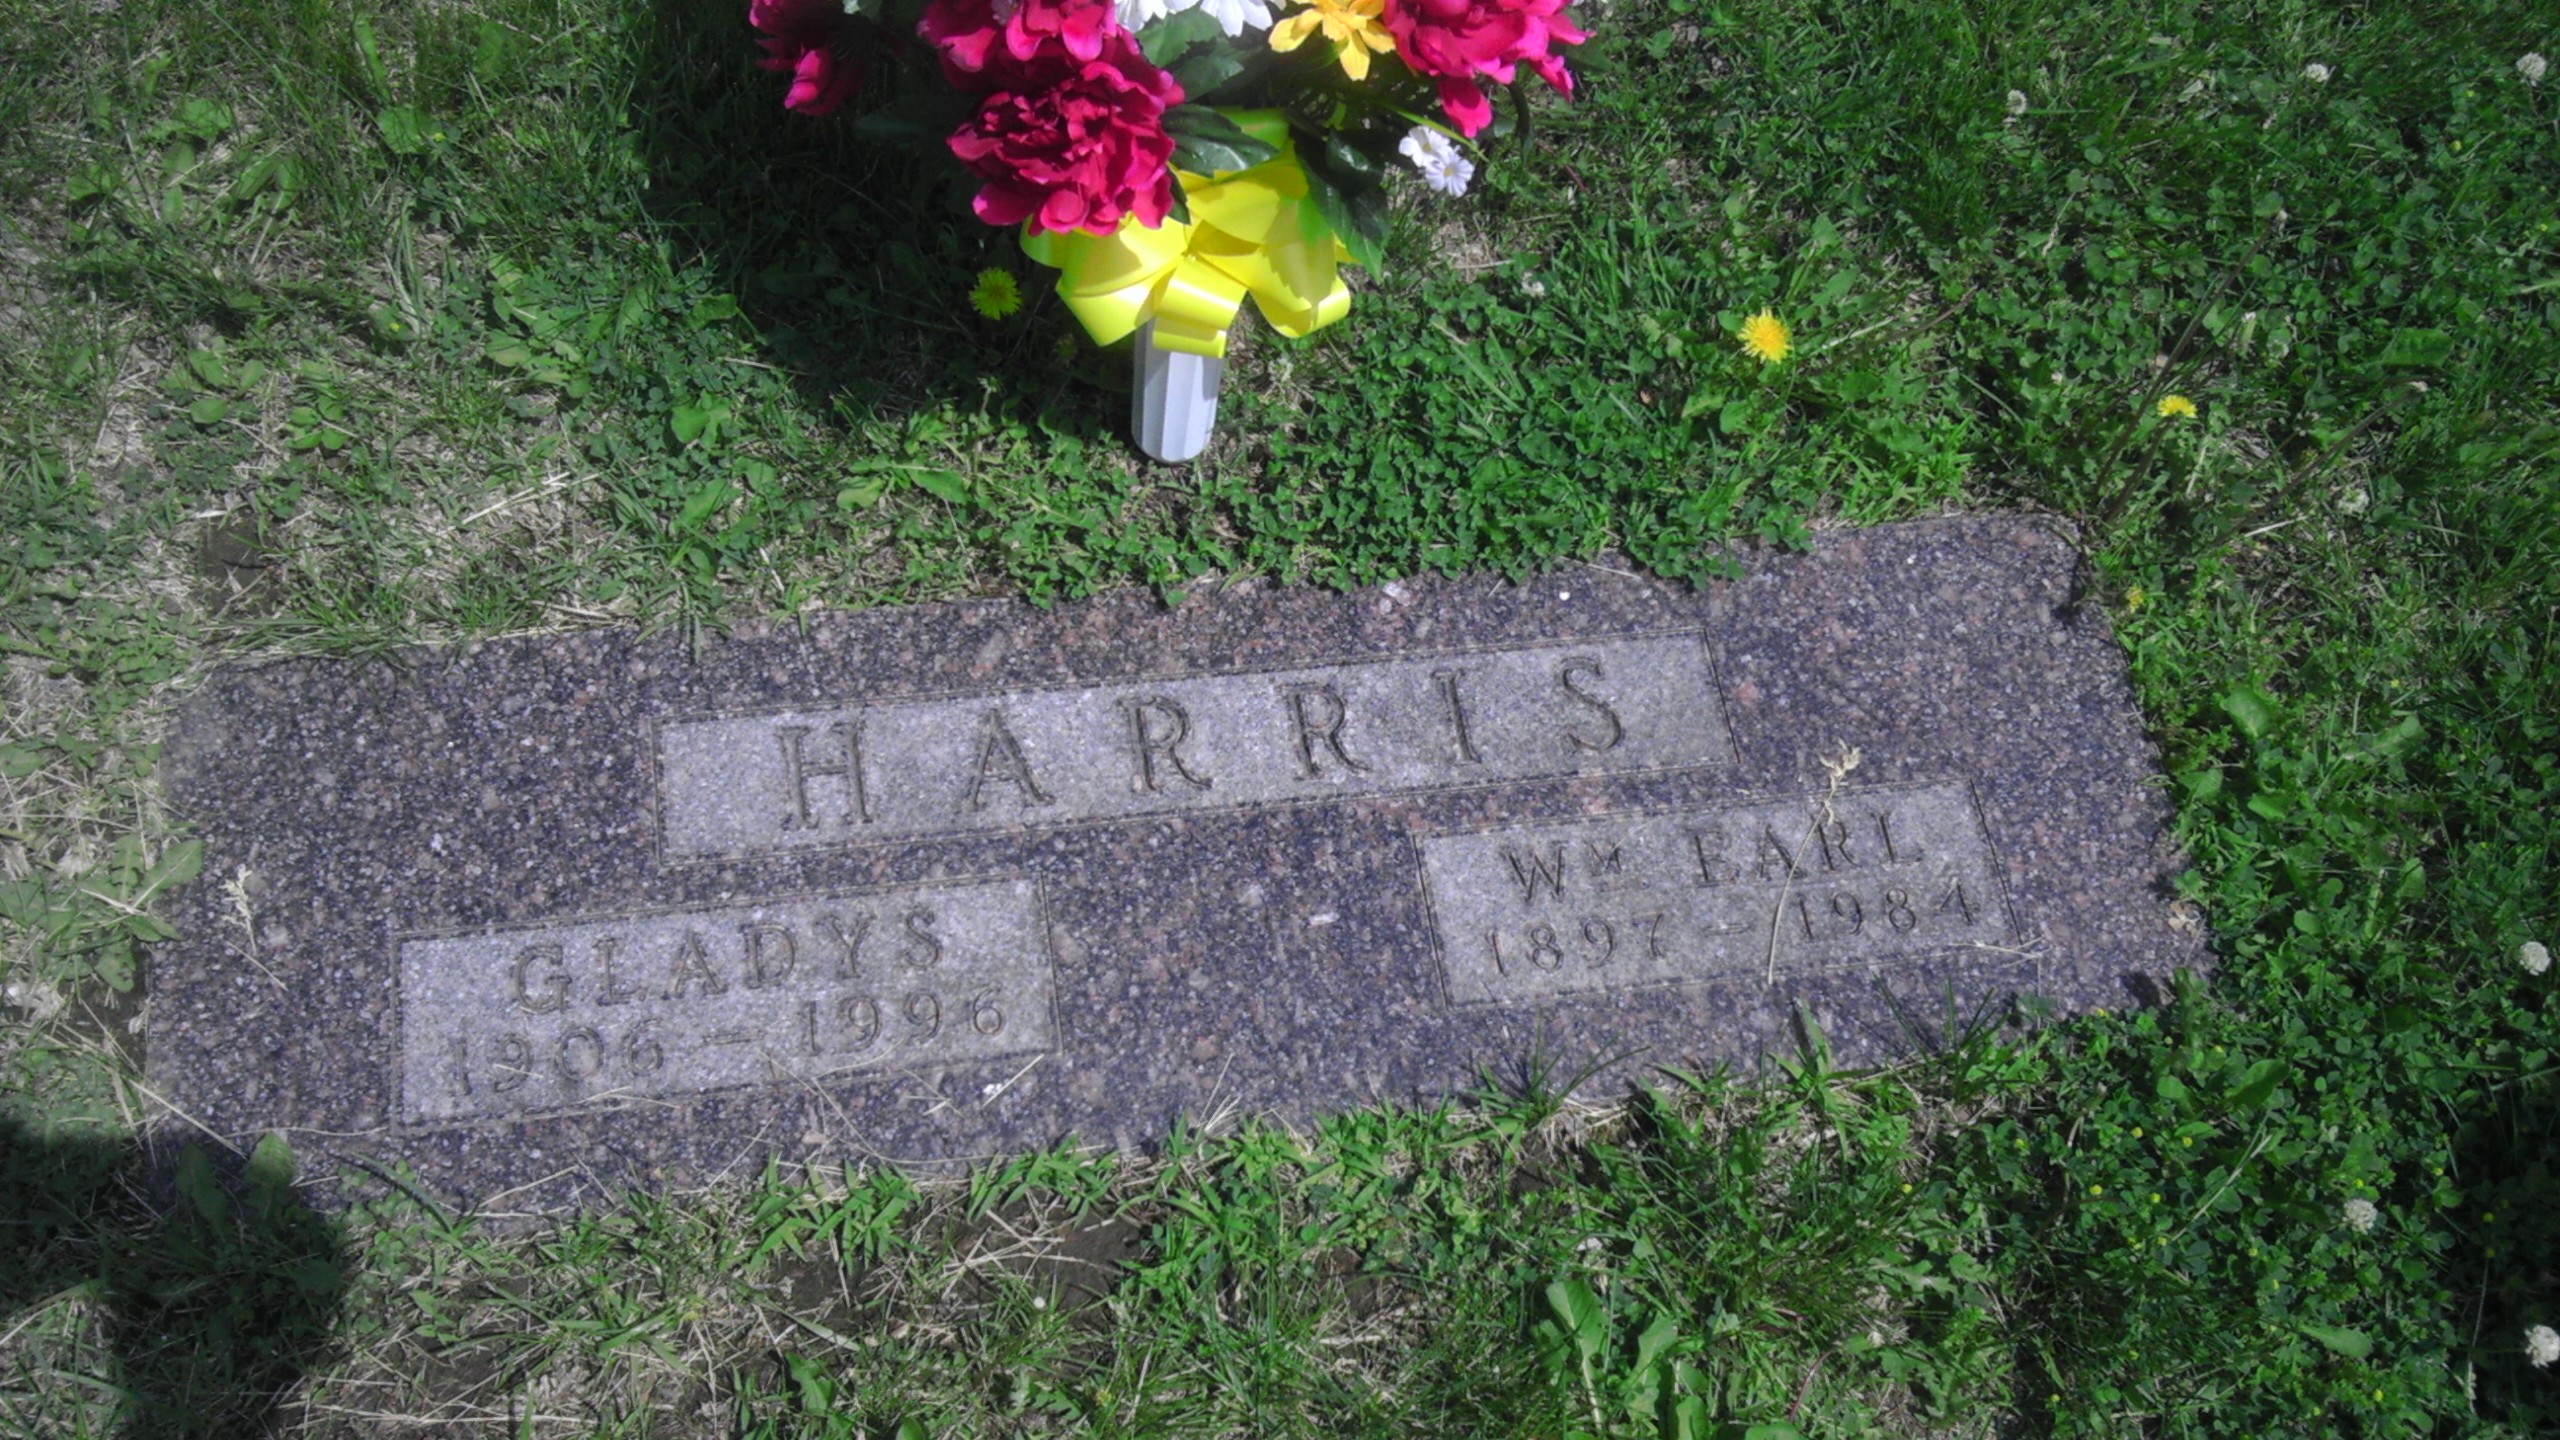 HARRIS
GLADYS
1906 - 1996
WM EARL
1897 - 1984